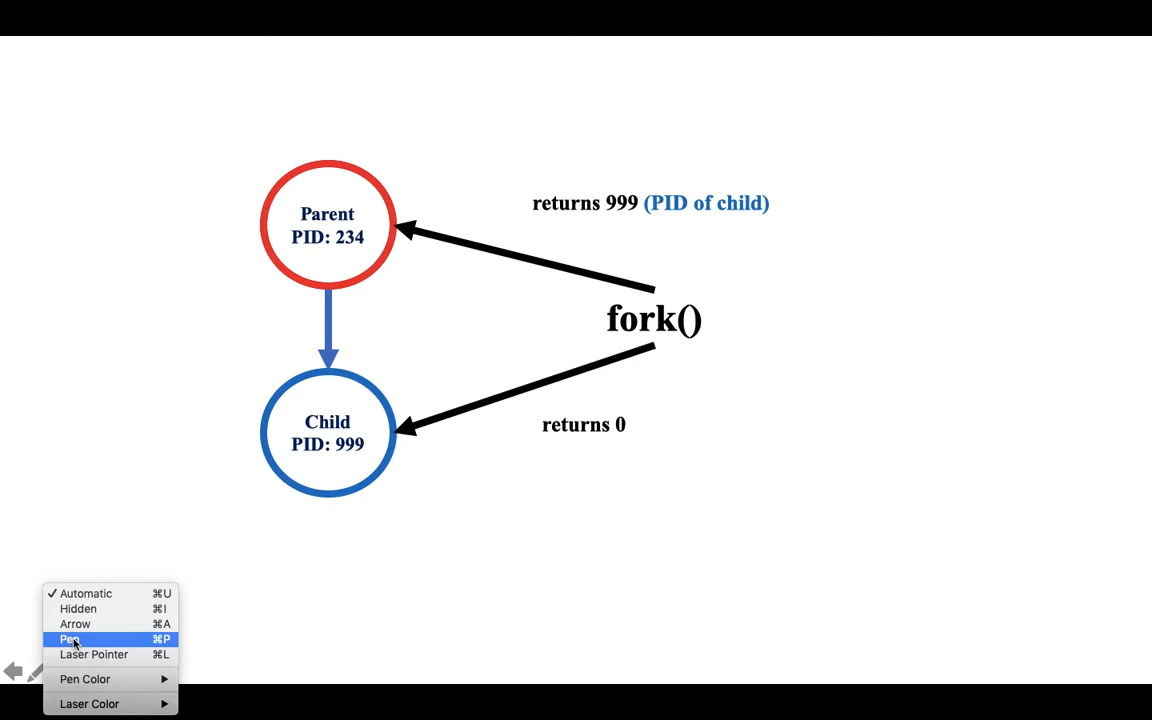 returns 999 (PID of child)
Parent
PID: 234
fork()
Child
PID: 999
returns 0
✓ Automatic ⌘U
Hidden ⌘I
Arrow ⌘A
Pen ⌘P
Laser Pointer ⌘L
Pen Color
Laser Color